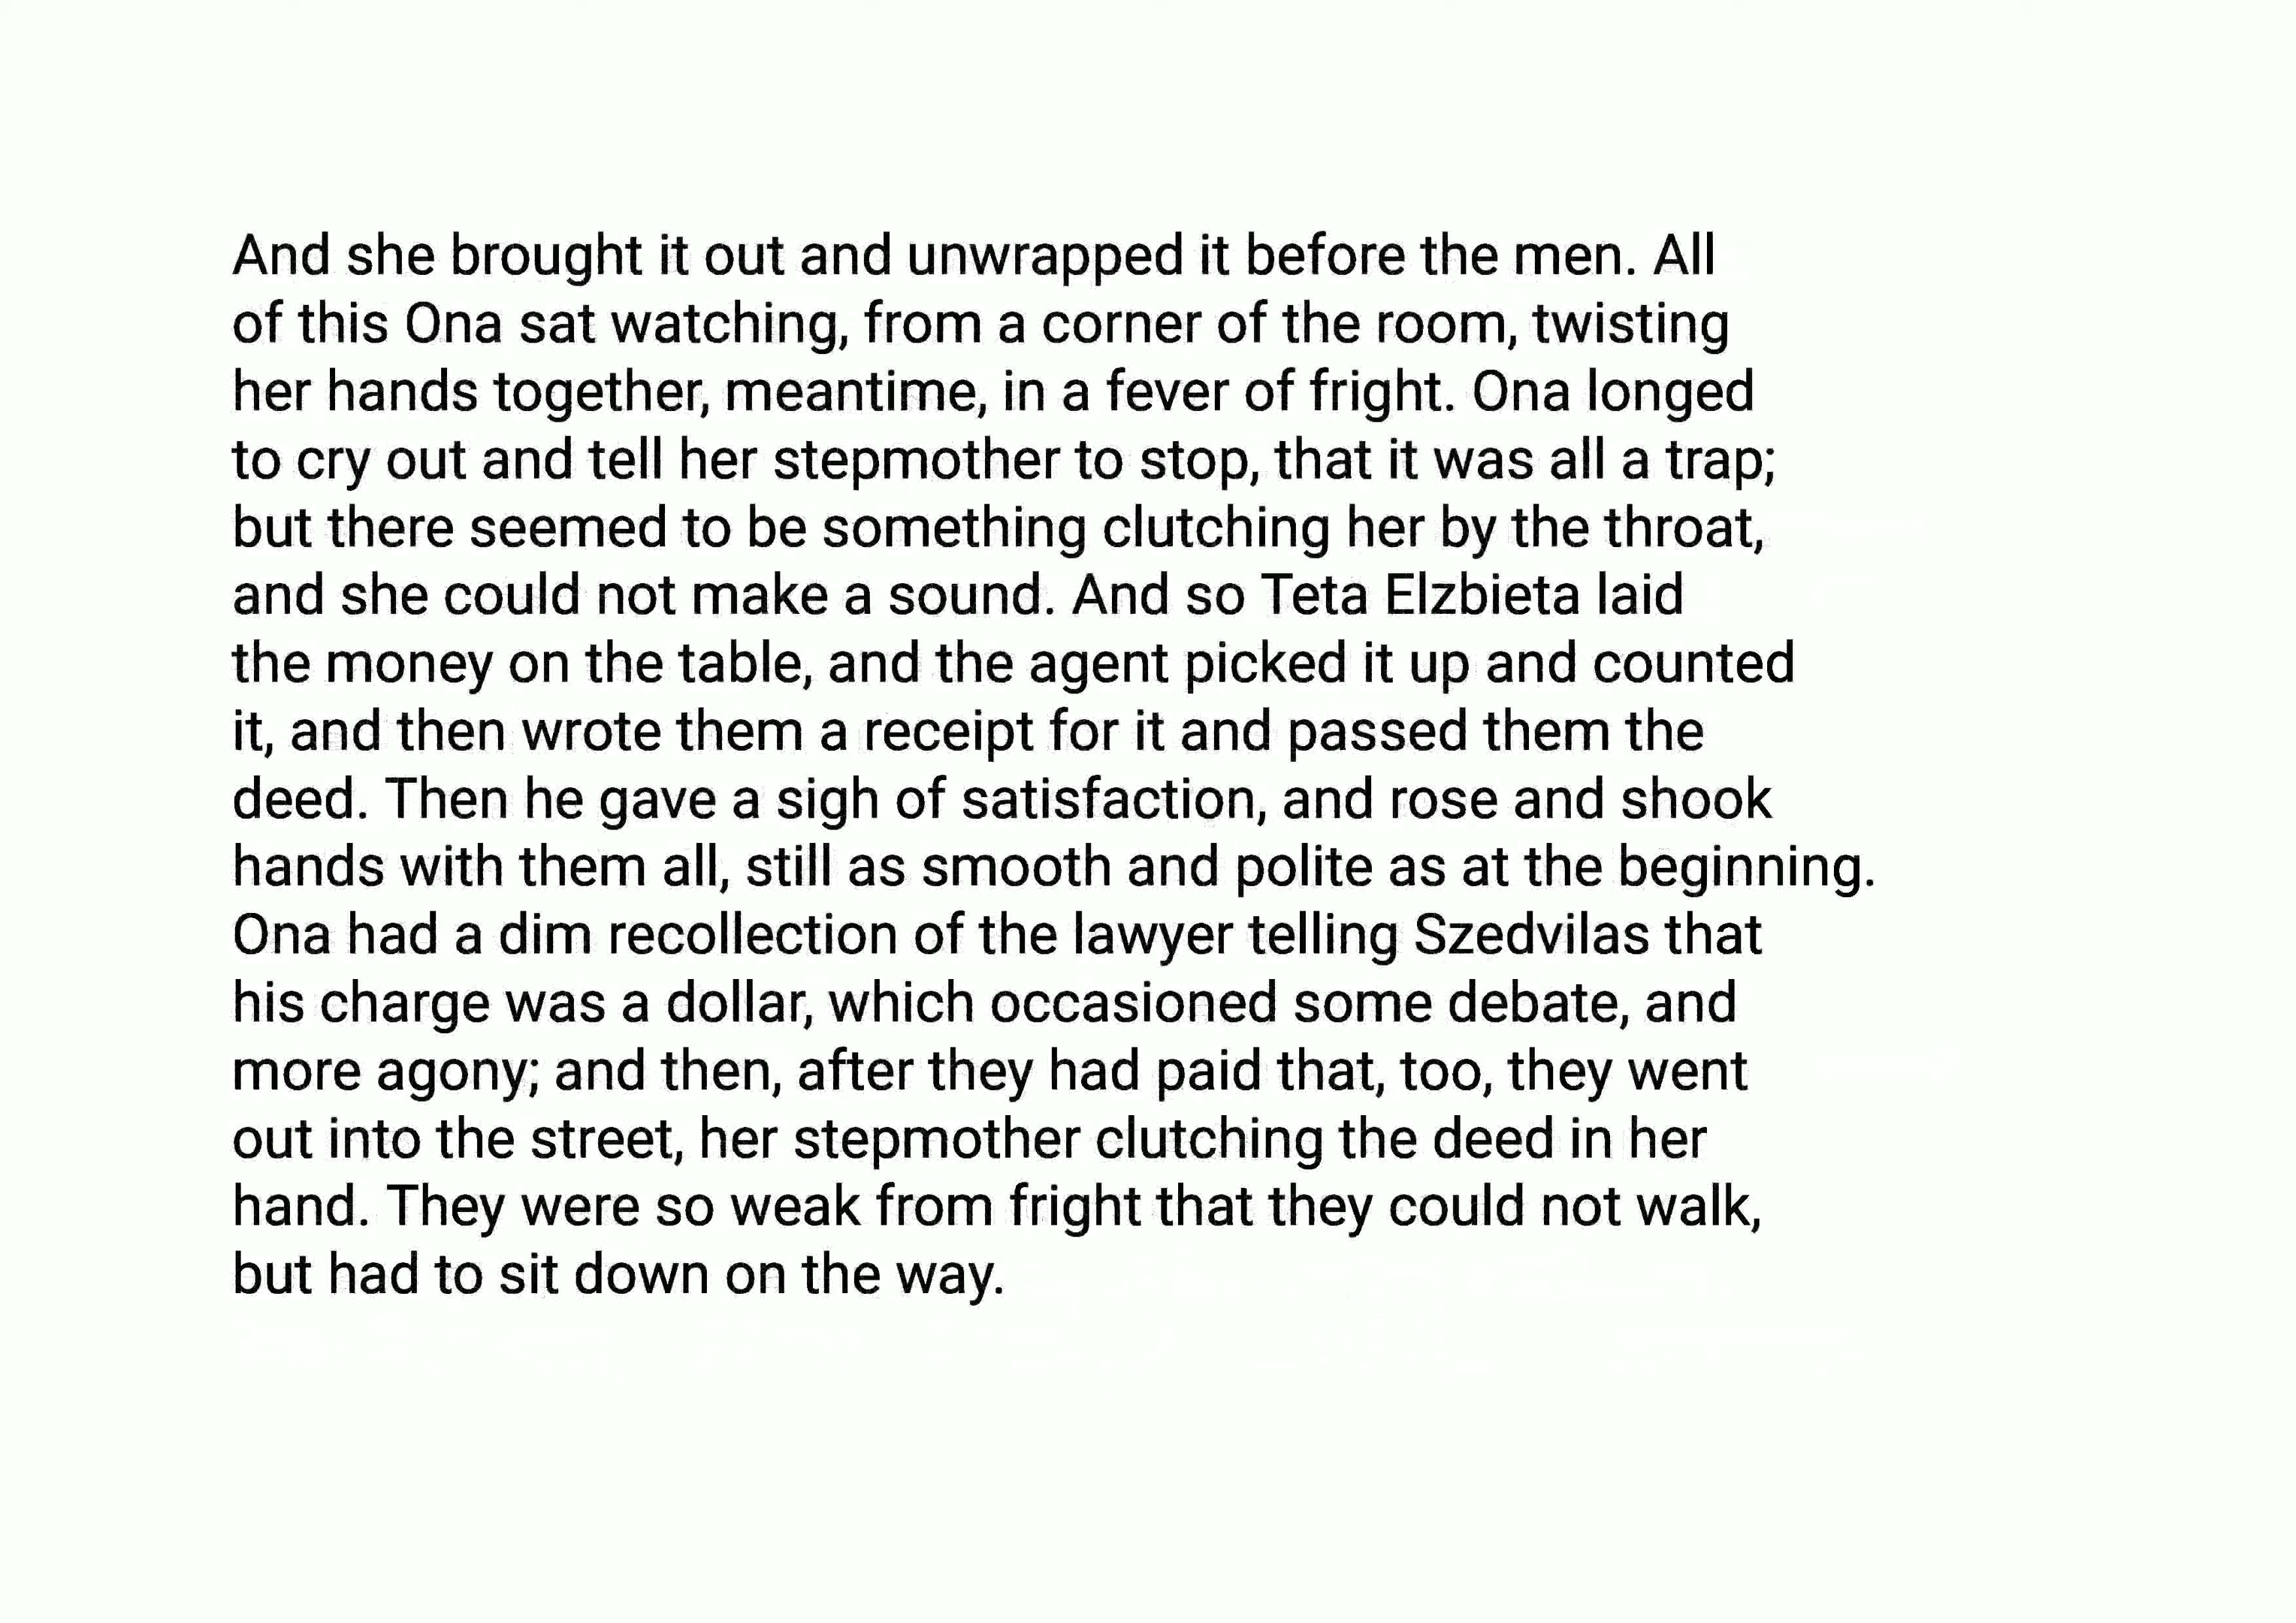 And she brought it out and unwrapped it before the men. All
of this Ona sat watching, from a corner of the room, twisting
her hands together, meantime, in a fever of fright. Ona longed
to cry out and tell her stepmother to stop, that it was all a trap;
but there seemed to be something clutching her by the throat,
and she could not make a sound. And so Teta Elzbieta laid
the money on the table, and the agent picked it up and counted
it, and then wrote them a receipt for it and passed them the
deed. Then he gave a sigh of satisfaction, and rose and shook
hands with them all, still as smooth and polite as at the beginning.
Ona had a dim recollection of the lawyer telling Szedvilas that
his charge was a dollar, which occasioned some debate, and
more agony; and then, after they had paid that, too, they went
out into the street, her stepmother clutching the deed in her
hand. They were so weak from fright that they could not walk,
but had to sit down on the way.